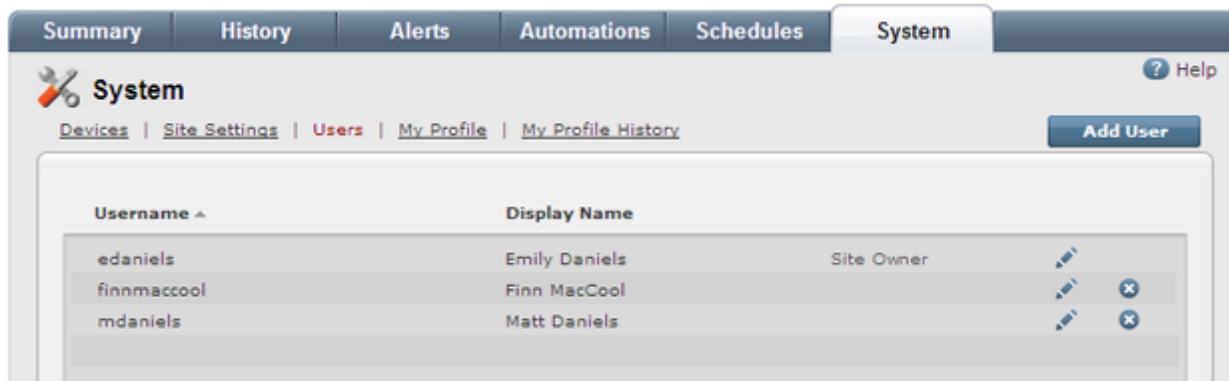 Summary History Alerts Automations Schedules System
Help
System
Devices | Site Settings | Users | My Profile | My Profile History
Add User
Username Display Name
edaniels Emily Daniels Site Owner
finnmaccool Finn MacCool
mdaniels Matt Daniels